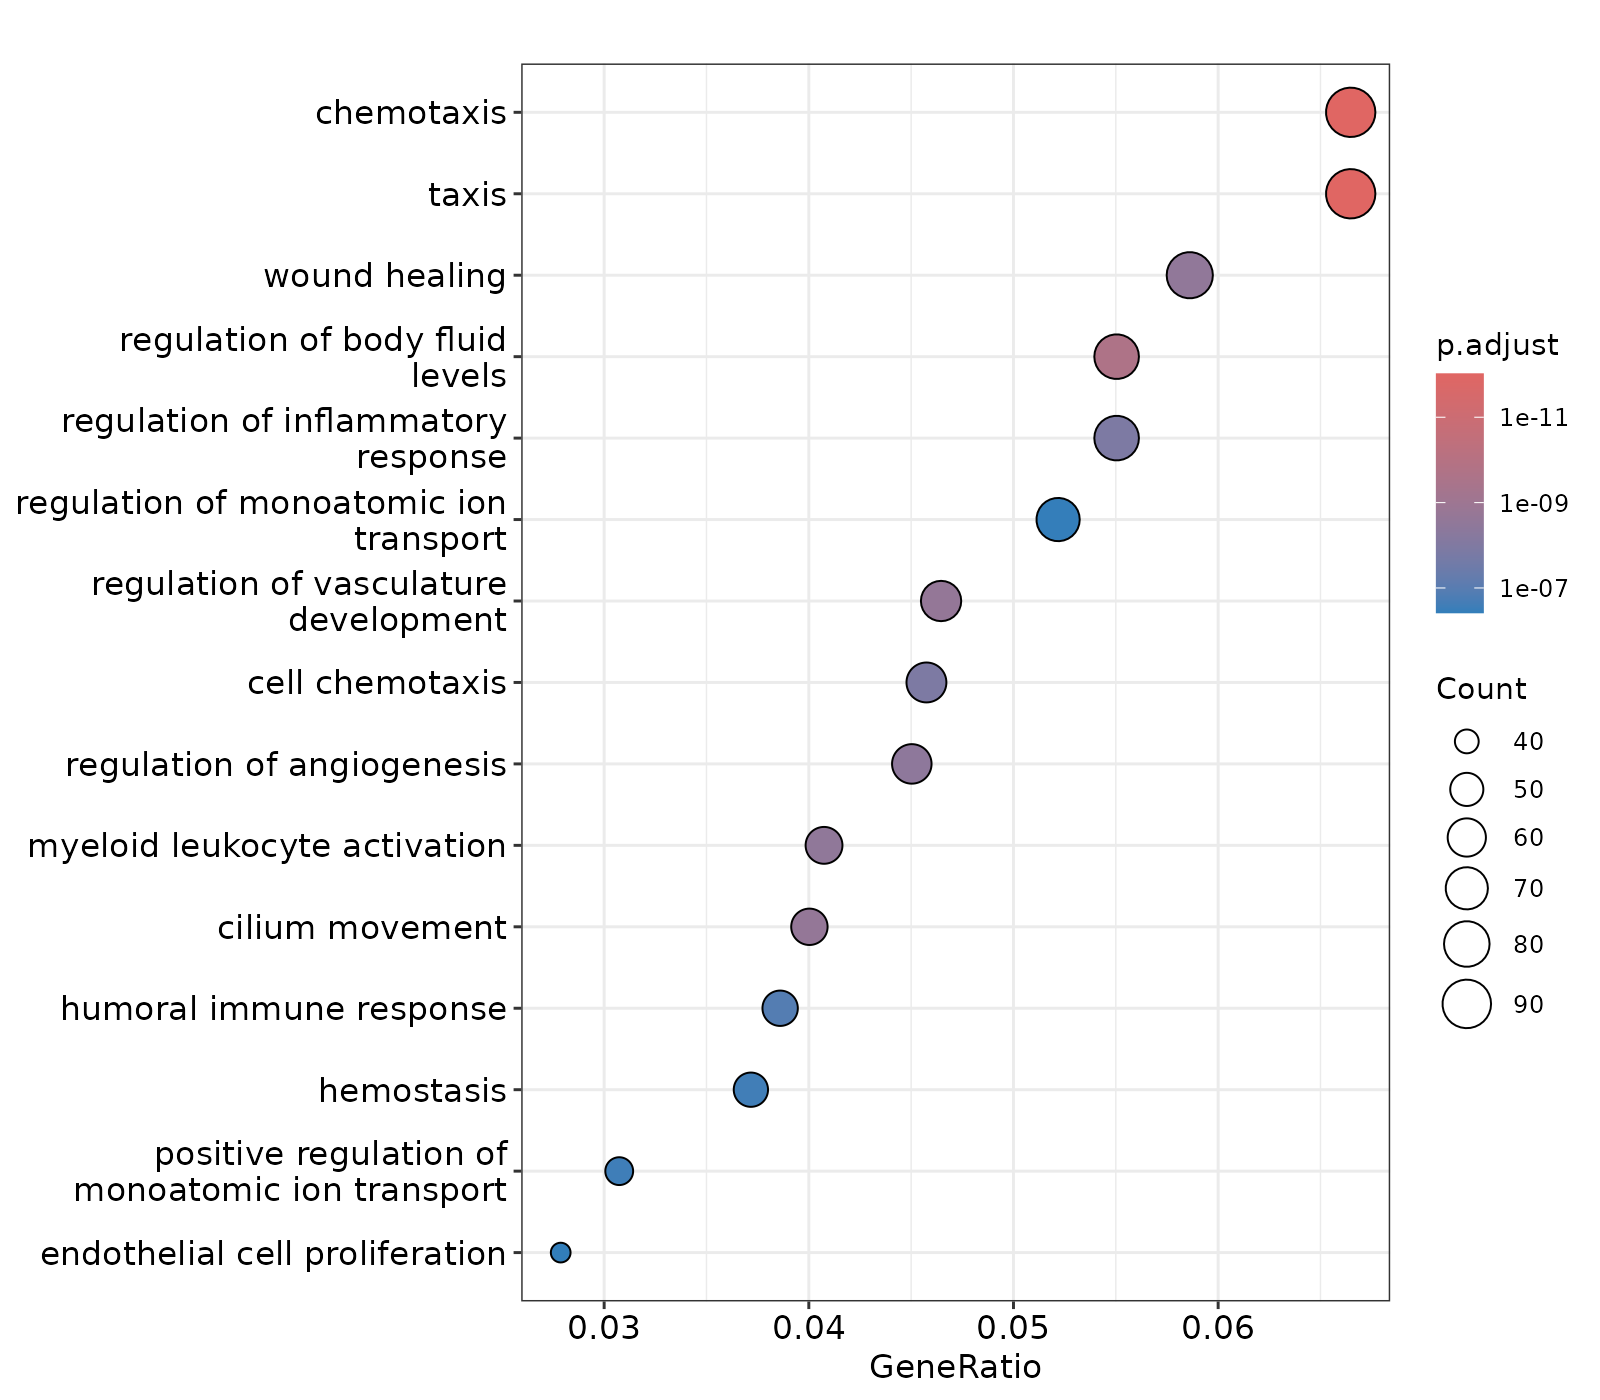 chemotaxis
taxis
wound healing
regulation of body fluid
levels
regulation of inflammatory
response
regulation of monoatomic ion
transport
regulation of vasculature
development
cell chemotaxis
regulation of angiogenesis
myeloid leukocyte activation
cilium movement
humoral immune response
hemostasis
positive regulation of
monoatomic ion transport
endothelial cell proliferation
0.03
0.04
0.05
0.06
GeneRatio
p.adjust
1e-11
1e-09
1e-07
Count
40
50
60
70
80
90